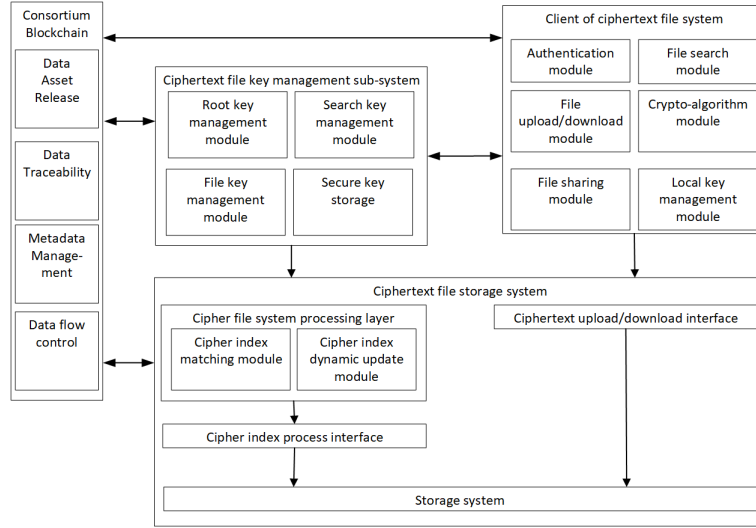 Consortium
Blockchain
Data
Asset
Release
Data
Traceability
Metadata
Manage-
ment
Data flow
control
Ciphertext file key management sub-system
Root key
management
module
Search key
management
module
File key
management
module
Secure key
storage
Client of ciphertext file system
Authentication
module
File search
module
File
upload/download
module
Crypto-algorithm
module
File sharing
module
Local key
management
module
Ciphertext file storage system
Cipher file system processing layer
Cipher index
matching module
Cipher index
dynamic update
module
Ciphertext upload/download interface
Cipher index process interface
Storage system